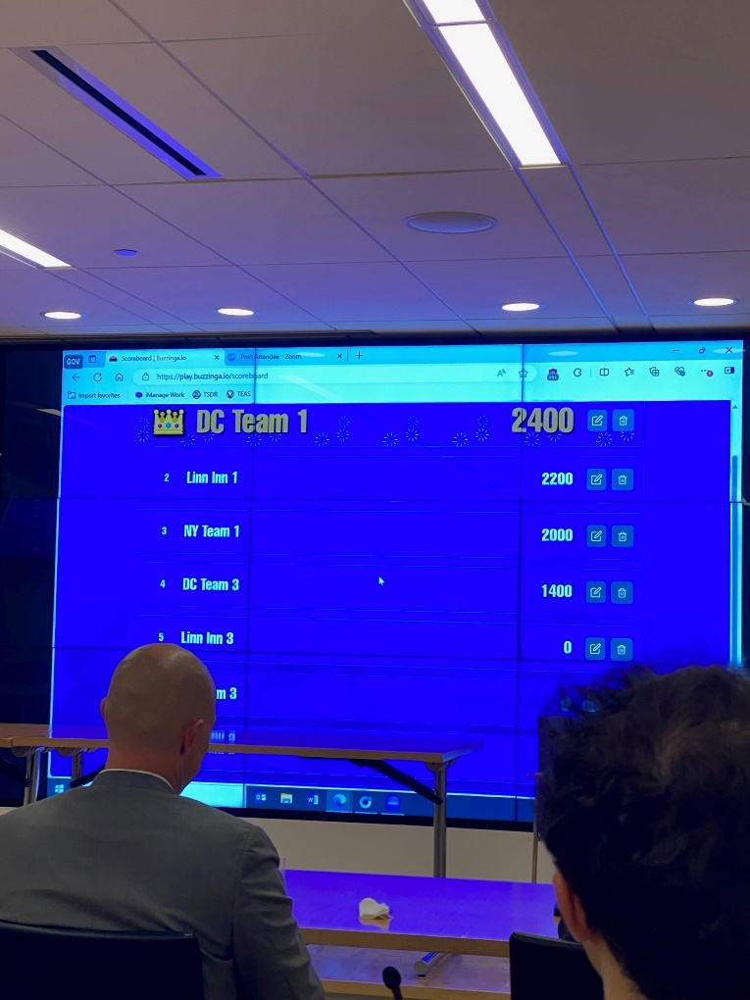 GOV
Scoreboard | Buzzinga.io
Post Attendee - Zoom
https://play.buzzinga.io/scoreboard
Import favorites
iManage Work
TSDR
TEAS
DC Team 1 2400
2 Linn Inn 1 2200
3 NY Team 1 2000
4 DC Team 3 1400
5 Linn Inn 3 0
m 3